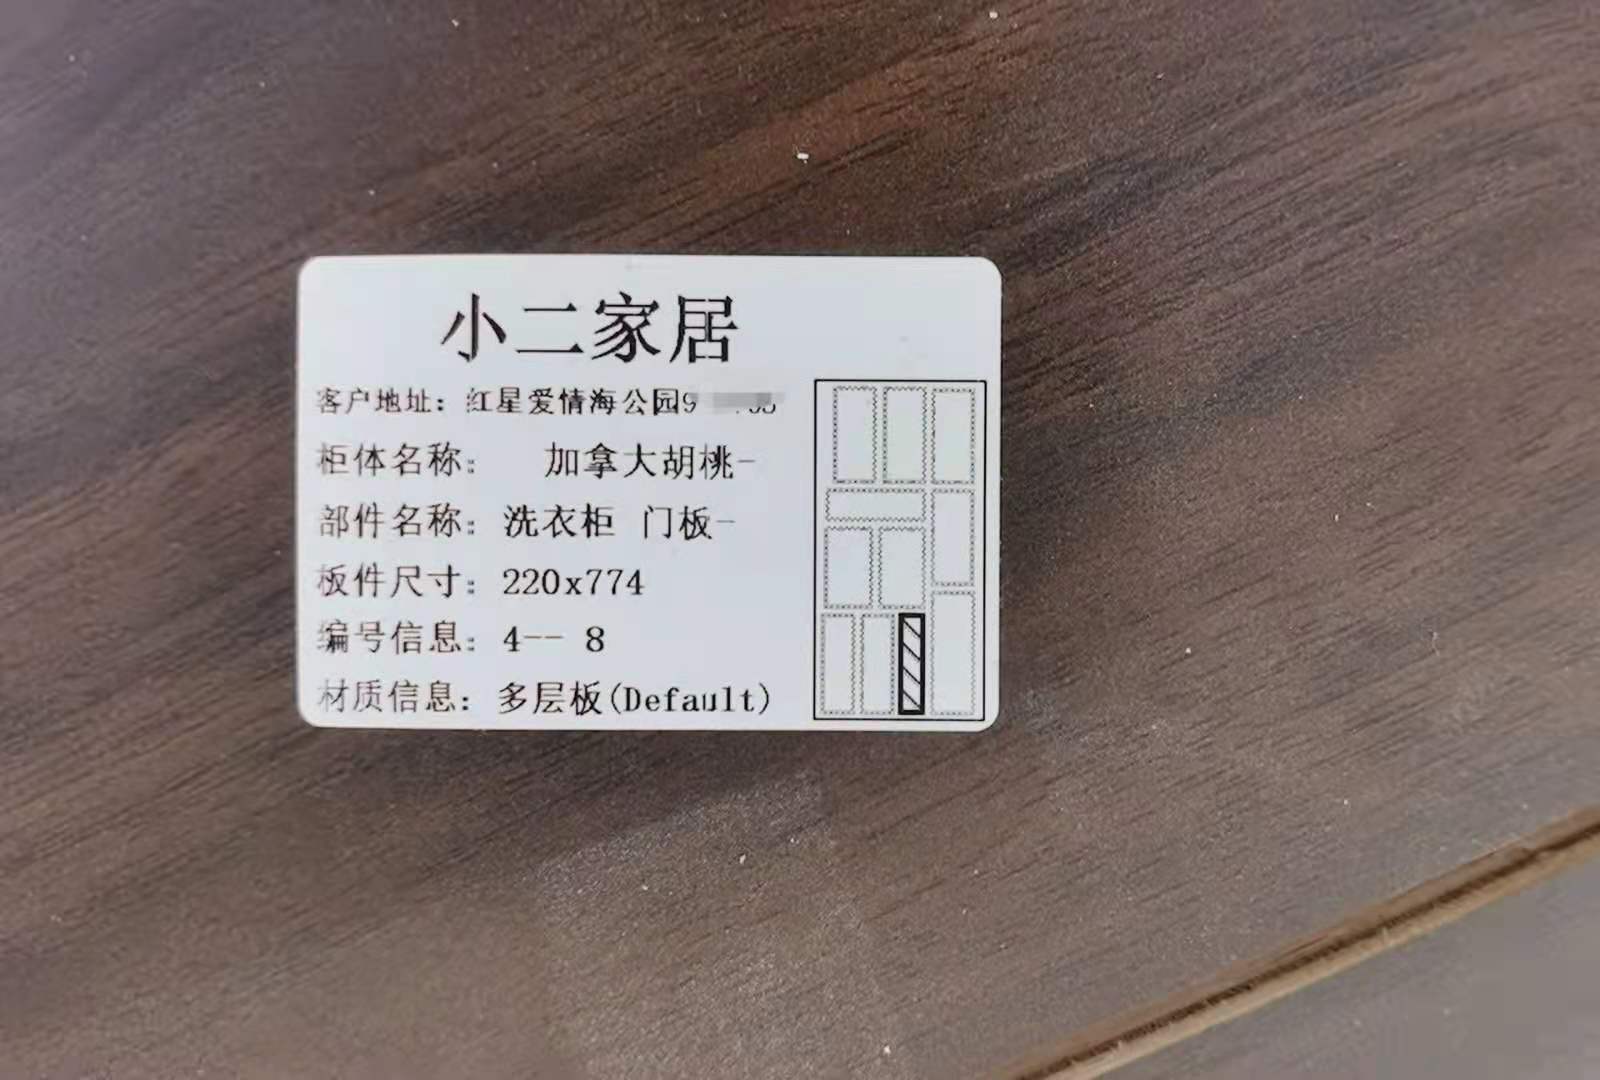 小二家居
客户地址：红星爱情海公园9
柜体名称： 加拿大胡桃-
部件名称：洗衣柜 门板-
板件尺寸：220x774
编号信息：4-- 8
材质信息：多层板(Default)